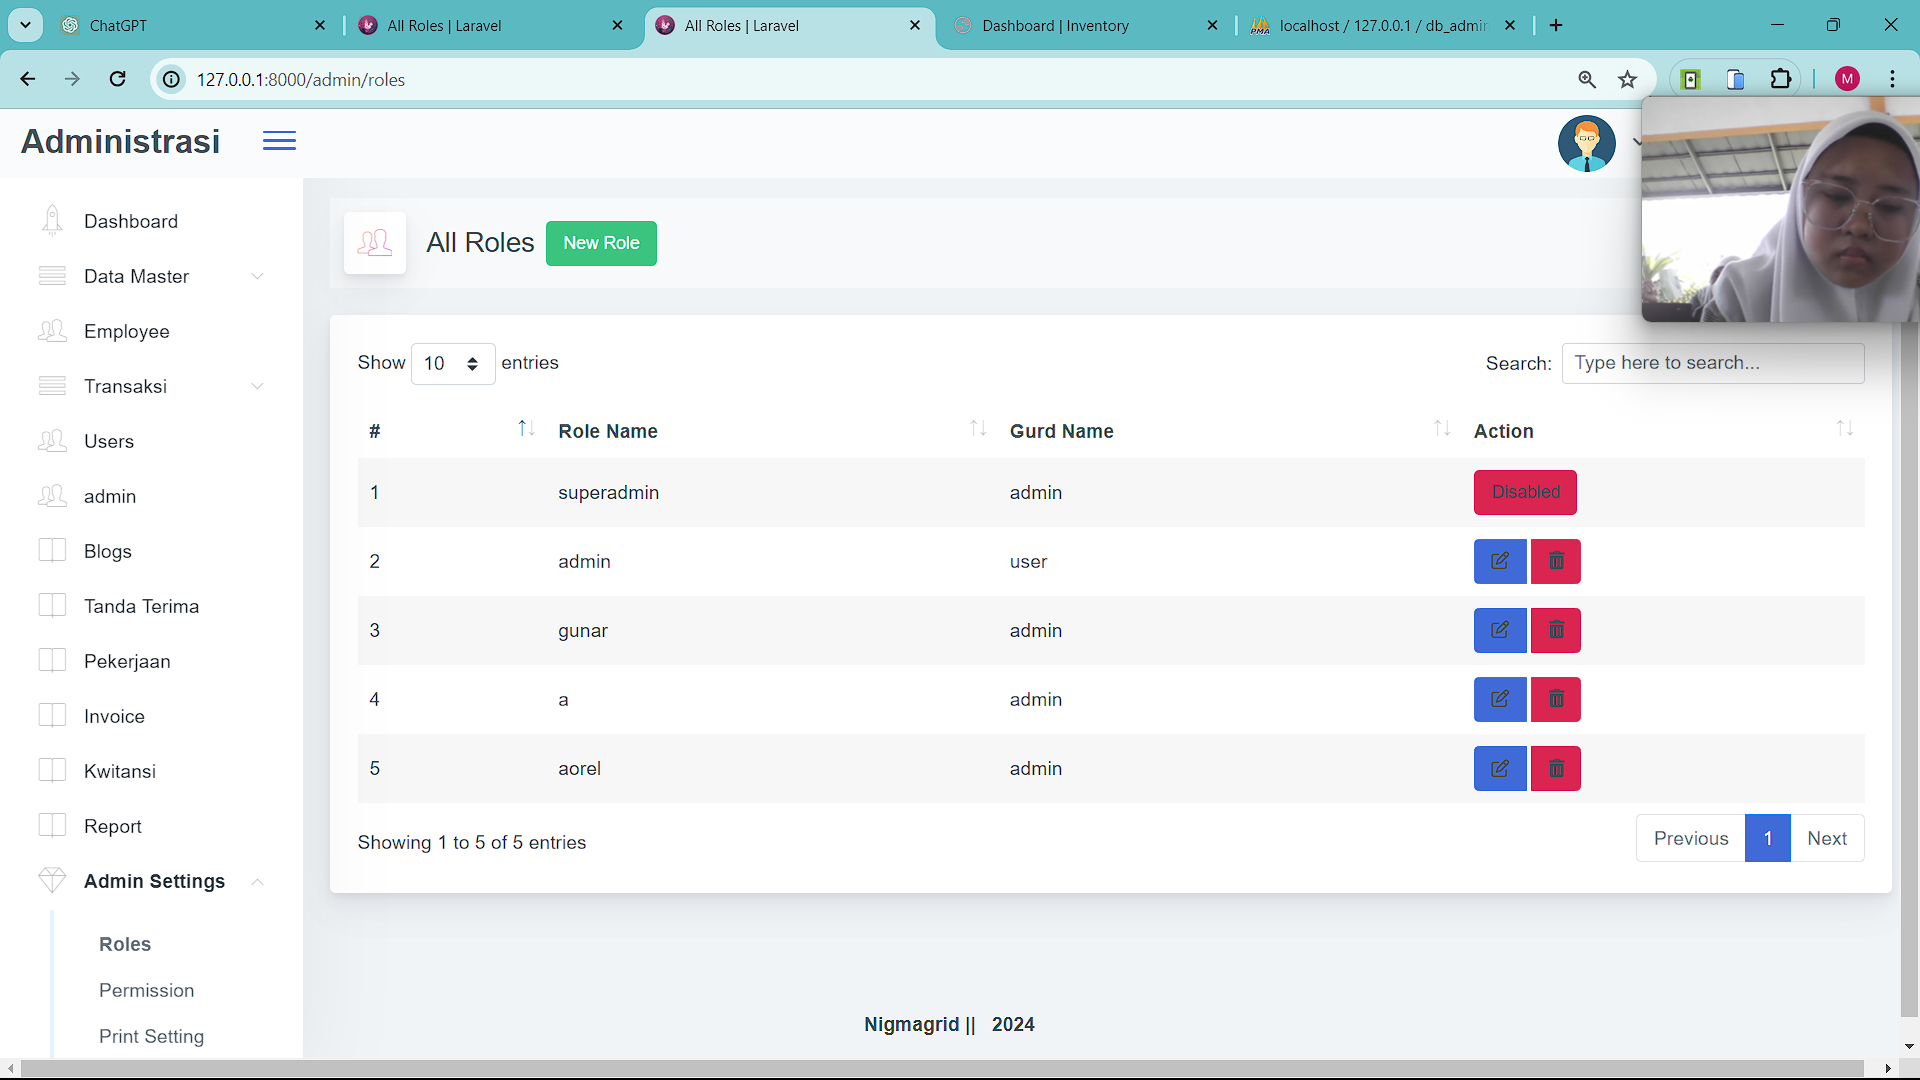 ChatGPT
All Roles | Laravel
All Roles | Laravel
Dashboard | Inventory
localhost / 127.0.0.1 / db_admin
127.0.0.1:8000/admin/roles
M
Administrasi
Dashboard
Data Master
Employee
Transaksi
Users
admin
Blogs
Tanda Terima
Pekerjaan
Invoice
Kwitansi
Report
Admin Settings
Roles
Permission
Print Setting
All Roles New Role
Show 10 entries
Search: Type here to search...
# Role Name Gurd Name Action
1 superadmin admin Disabled
2 admin user
3 gunar admin
4 a admin
5 aorel admin
Showing 1 to 5 of 5 entries
Previous 1 Next
Nigmagrid || 2024